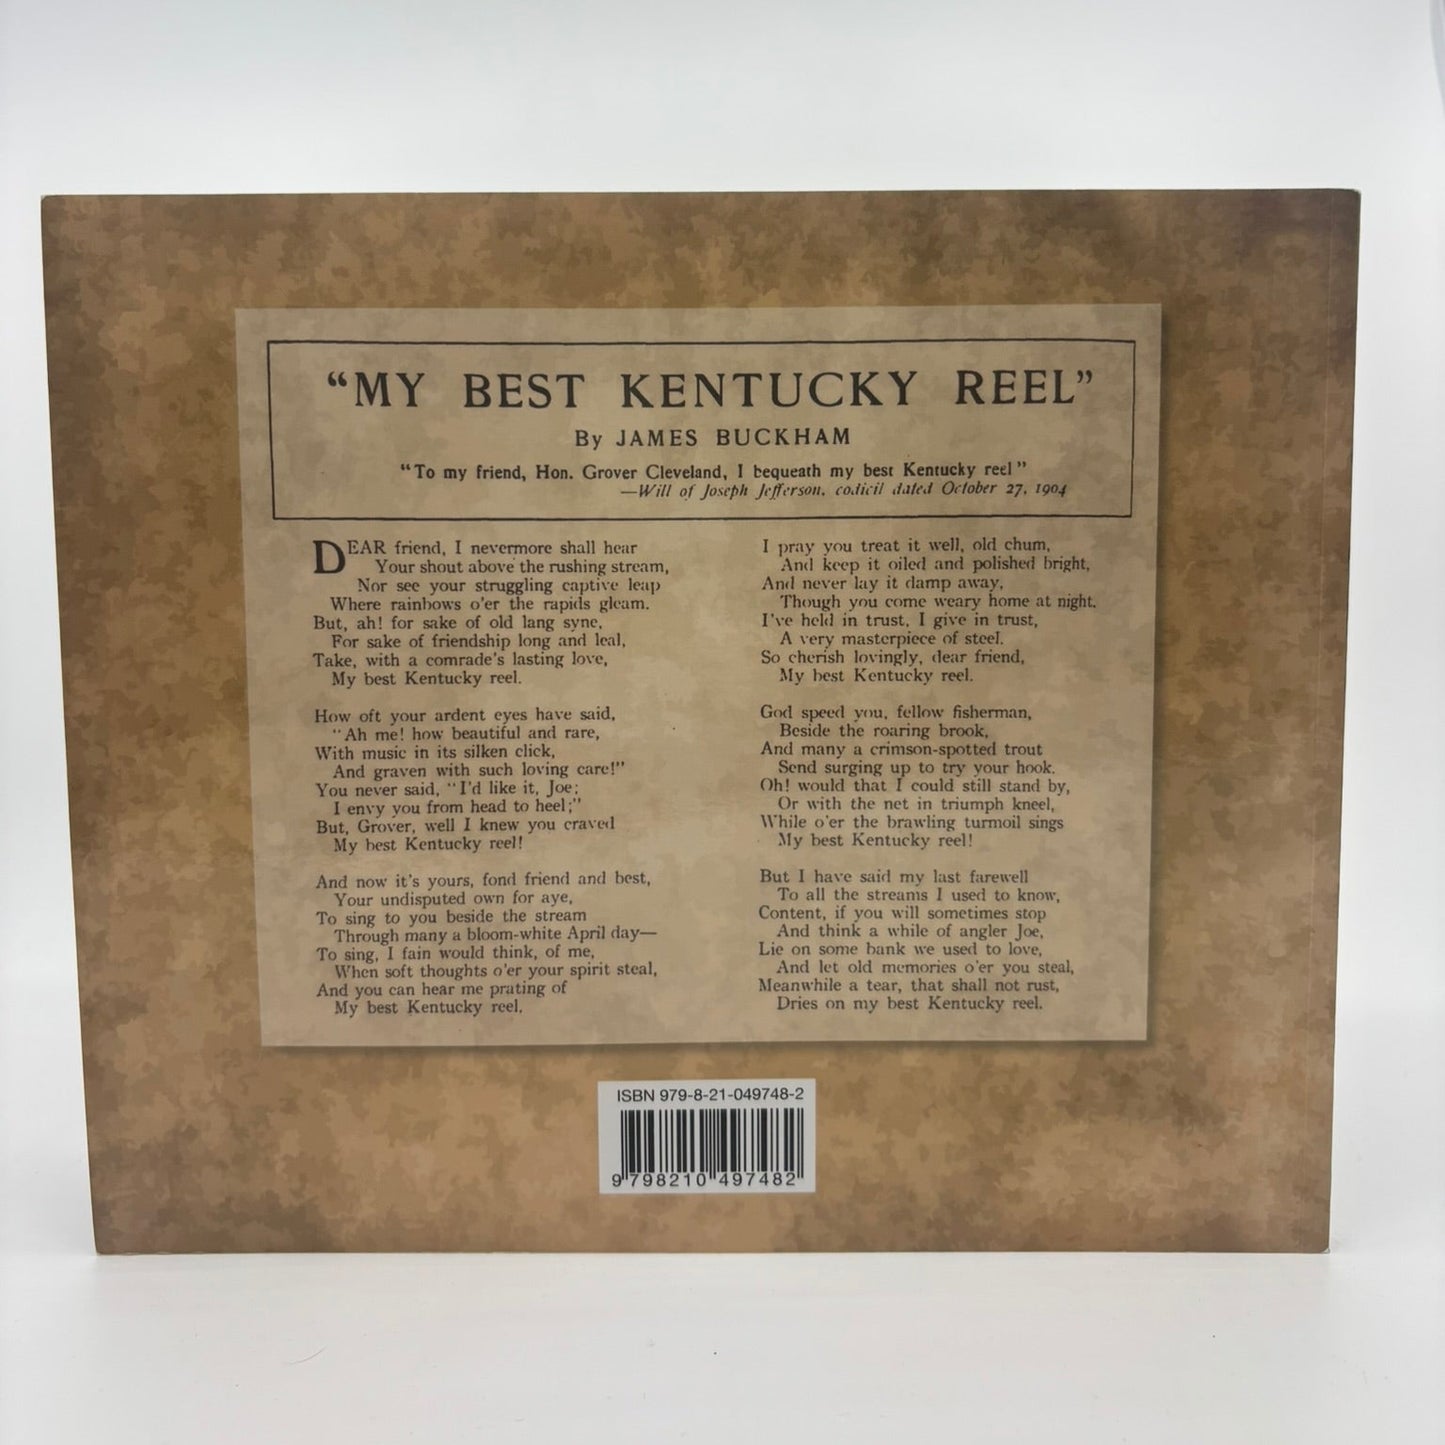 “MY BEST KENTUCKY REEL”
By JAMES BUCKHAM
“To my friend, Hon. Grover Cleveland, I bequeath my best Kentucky reel”
—Will of Joseph Jefferson, codicil dated October 27, 1904
DEAR friend, I nevermore shall hear
Your shout above the rushing stream,
Nor see your struggling captive leap
Where rainbows o'er the rapids gleam.
But, ah! for sake of old lang syne,
For sake of friendship long and leal,
Take, with a comrade's lasting love,
My best Kentucky reel.
How oft your ardent eyes have said,
“Ah me! how beautiful and rare,
With music in its silken click,
And graven with such loving care!”
You never said, “I'd like it, Joe;
I envy you from head to heel;”
But, Grover, well I knew you craved
My best Kentucky reel!
And now it's yours, fond friend and best,
Your undisputed own for aye,
To sing to you beside the stream
Through many a bloom-white April day—
To sing, I fain would think, of me,
When soft thoughts o'er your spirit steal,
And you can hear me prating of
My best Kentucky reel.
I pray you treat it well, old chum,
And keep it oiled and polished bright,
And never lay it damp away,
Though you come weary home at night.
I've held in trust, I give in trust,
A very masterpiece of steel.
So cherish lovingly, dear friend,
My best Kentucky reel.
God speed you, fellow fisherman,
Beside the roaring brook,
And many a crimson-spotted trout
Send surging up to try your hook.
Oh! would that I could still stand by,
Or with the net in triumph kneel,
While o'er the brawling turmoil sings
My best Kentucky reel!
But I have said my last farewell
To all the streams I used to know,
Content, if you will sometimes stop
And think a while of angler Joe,
Lie on some bank we used to love,
And let old memories o'er you steal,
Meanwhile a tear, that shall not rust,
Dries on my best Kentucky reel.
ISBN 979-8-21-049748-2
9 798210 497482